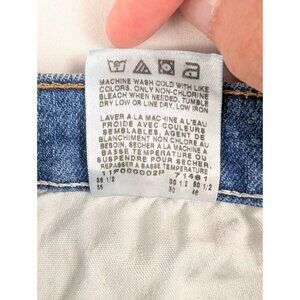 MACHINE WASH COLD WITH LIKE
COLORS. ONLY NON-CHLORINE
BLEACH WHEN NEEDED. TUMBLE
DRY LOW OR LINE DRY. LOW IRON
LAVER A LA MACHINE A L'EAU
FROIDE AVEC COULEURS
SEMBLABLES, AGENT DE
BLANCHIMENT NON CHLORE AU
BESOIN, SECHER A LA MACHINE A
BASSE TEMPERATURE OU
SUSPENDRE POUR SECHER.
REPASSER A BASSE TEMPERATURE
11P000002P 71461